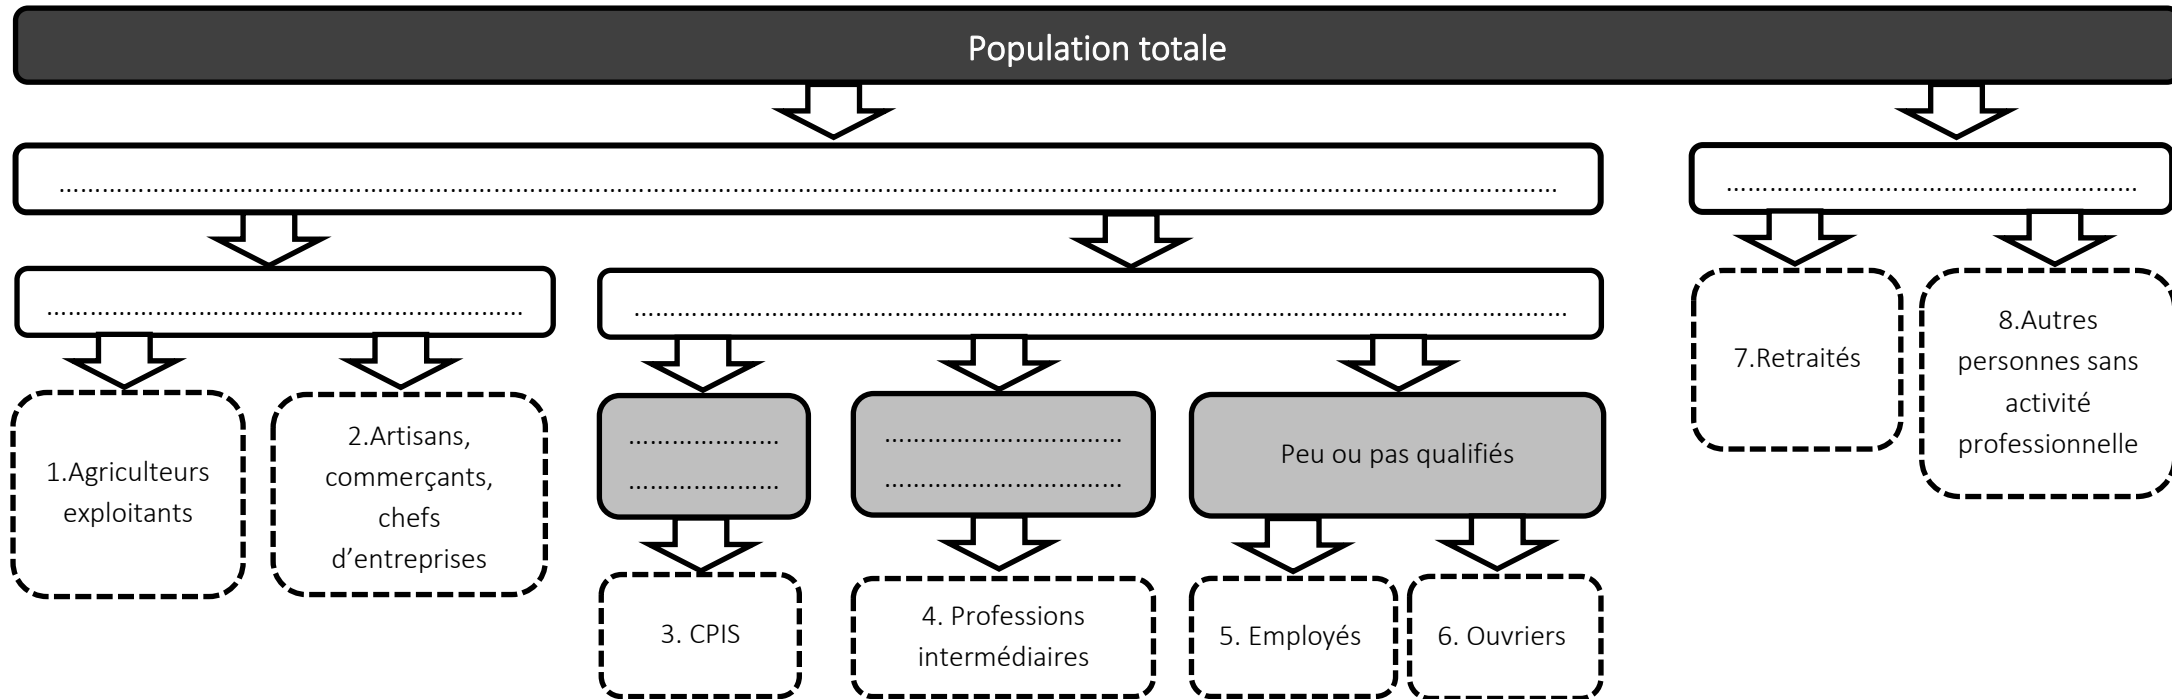 Population totale
................................................................................
........................................
........................................
................................................................................
1.Agriculteurs
exploitants
2.Artisans,
commerçants,
chefs
d’entreprises
.....................
.....................
.................................
.................................
Peu ou pas qualifiés
7.Retraités
8.Autres
personnes sans
activité
professionnelle
3. CPIS
4. Professions
intermédiaires
5. Employés
6. Ouvriers